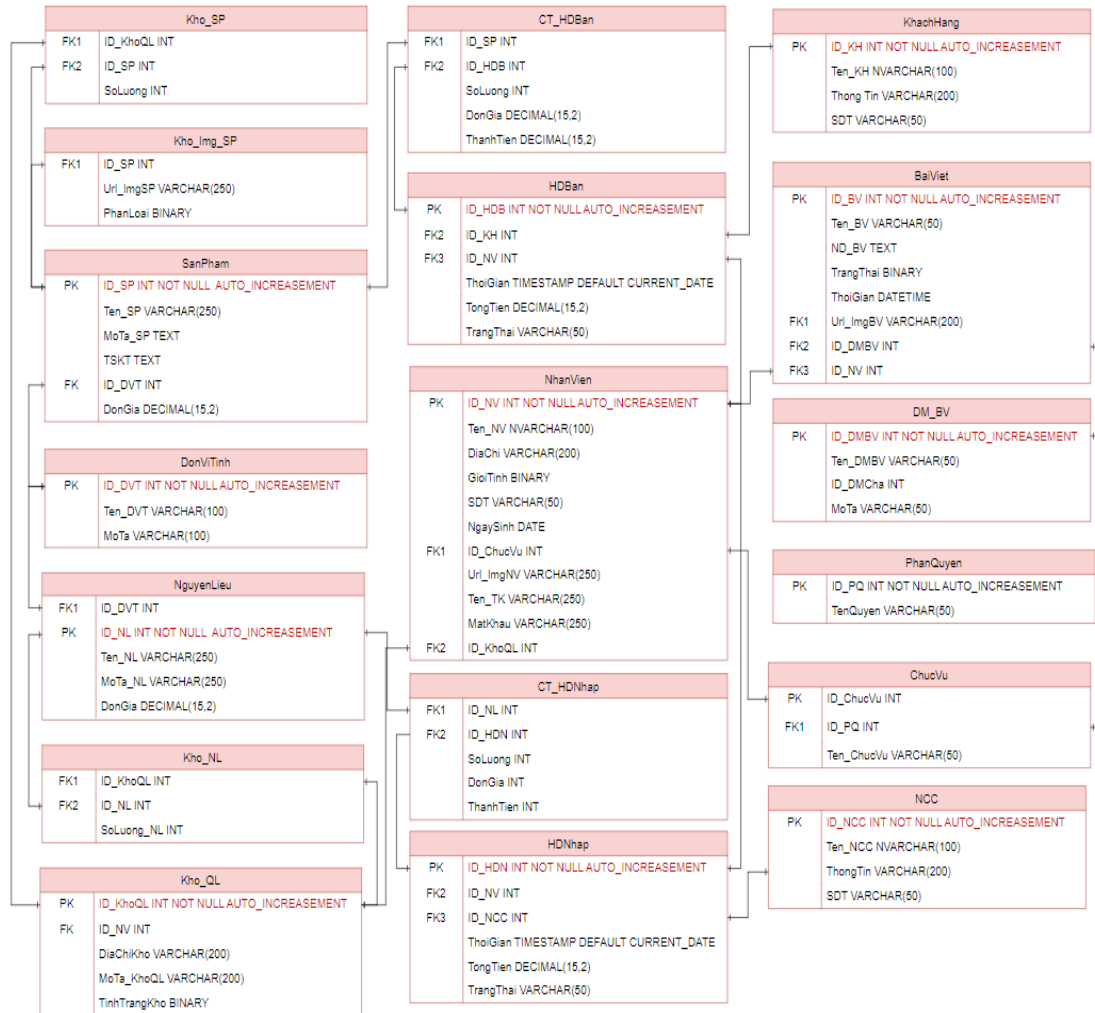 Kho_SP
FK1 ID_KhoQL INT
FK2 ID_SP INT
SoLuong INT
Kho_Img_SP
FK1 ID_SP INT
Url_ImgSP VARCHAR(250)
PhanLoai BINARY
SanPham
PK ID_SP INT NOT NULL AUTO_INCREASEMENT
Ten_SP VARCHAR(250)
MoTa_SP TEXT
TSKT TEXT
FK ID_DVT INT
DonGia DECIMAL(15,2)
DonViTinh
PK ID_DVT INT NOT NULL AUTO_INCREASEMENT
Ten_DVT VARCHAR(100)
MoTa VARCHAR(100)
NguyenLieu
FK1 ID_DVT INT
PK ID_NL INT NOT NULL AUTO_INCREASEMENT
Ten_NL VARCHAR(250)
MoTa_NL VARCHAR(250)
DonGia DECIMAL(15,2)
Kho_NL
FK1 ID_KhoQL INT
FK2 ID_NL INT
SoLuong_NL INT
Kho_QL
PK ID_KhoQL INT NOT NULL AUTO_INCREASEMENT
FK ID_NV INT
DiaChiKho VARCHAR(200)
MoTa_KhoQL VARCHAR(200)
TinhTrangKho BINARY
CT_HDBan
FK1 ID_SP INT
FK2 ID_HDB INT
SoLuong INT
DonGia DECIMAL(15,2)
ThanhTien DECIMAL(15,2)
HDBan
PK ID_HDB INT NOT NULL AUTO_INCREASEMENT
FK2 ID_KH INT
FK3 ID_NV INT
ThoiGian TIMESTAMP DEFAULT CURRENT_DATE
TongTien DECIMAL(15,2)
TrangThai VARCHAR(50)
NhanVien
PK ID_NV INT NOT NULL AUTO_INCREASEMENT
Ten_NV NVARCHAR(100)
DiaChi VARCHAR(200)
GioiTinh BINARY
SDT VARCHAR(50)
NgaySinh DATE
FK1 ID_ChucVu INT
Url_ImgNV VARCHAR(250)
Ten_TK VARCHAR(250)
MatKhau VARCHAR(250)
FK2 ID_KhoQL INT
CT_HDNhap
FK1 ID_NL INT
FK2 ID_HDN INT
SoLuong INT
DonGia INT
ThanhTien INT
HDNhap
PK ID_HDN INT NOT NULL AUTO_INCREASEMENT
FK2 ID_NV INT
FK3 ID_NCC INT
ThoiGian TIMESTAMP DEFAULT CURRENT_DATE
TongTien DECIMAL(15,2)
TrangThai VARCHAR(50)
KhachHang
PK ID_KH INT NOT NULL AUTO_INCREASEMENT
Ten_KH NVARCHAR(100)
Thong Tin VARCHAR(200)
SDT VARCHAR(50)
BaiViet
PK ID_BV INT NOT NULL AUTO_INCREASEMENT
Ten_BV VARCHAR(50)
ND_BV TEXT
TrangThai BINARY
ThoiGian DATETIME
FK1 Url_ImgBV VARCHAR(200)
FK2 ID_DMBV INT
FK3 ID_NV INT
DM_BV
PK ID_DMBV INT NOT NULL AUTO_INCREASEMENT
Ten_DMBV VARCHAR(50)
ID_DMCha INT
MoTa VARCHAR(50)
PhanQuyen
PK ID_PQ INT NOT NULL AUTO_INCREASEMENT
TenQuyen VARCHAR(50)
ChucVu
PK ID_ChucVu INT
FK1 ID_PQ INT
Ten_ChucVu VARCHAR(50)
NCC
PK ID_NCC INT NOT NULL AUTO_INCREASEMENT
Ten_NCC NVARCHAR(100)
ThongTin VARCHAR(200)
SDT VARCHAR(50)